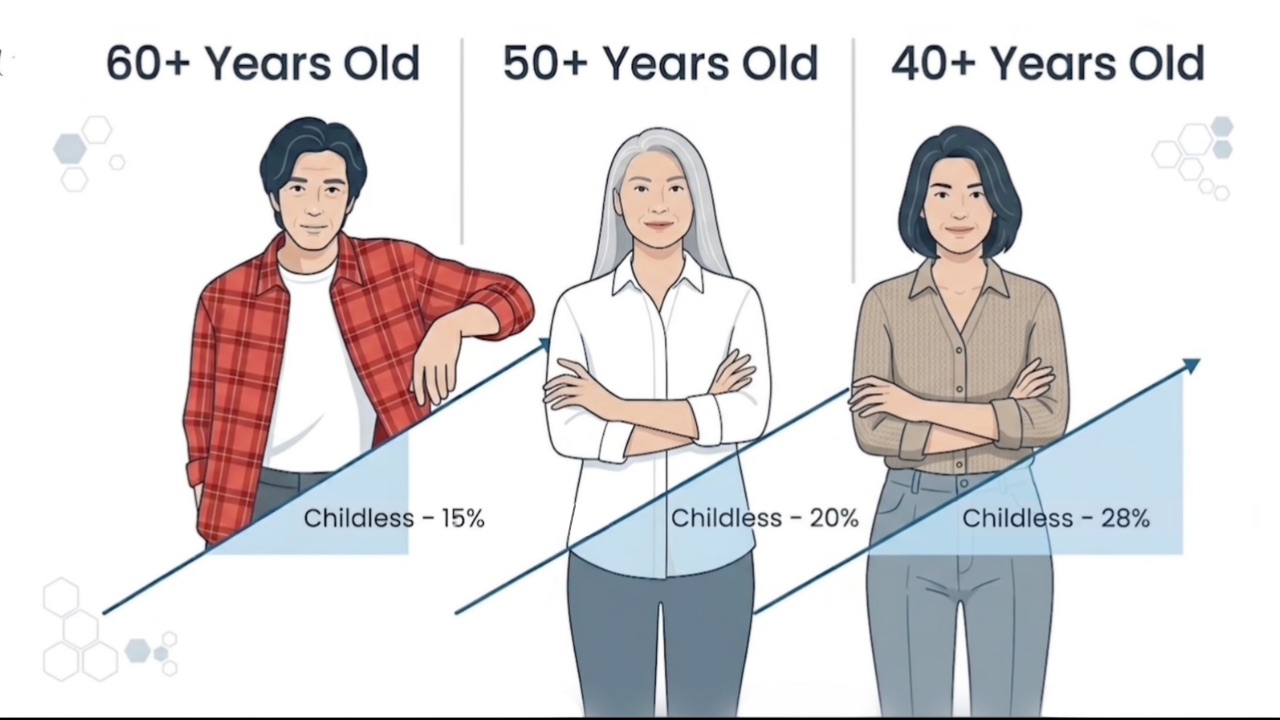 60+ Years Old
50+ Years Old
40+ Years Old
Childless – 15%
Childless – 20%
Childless – 28%